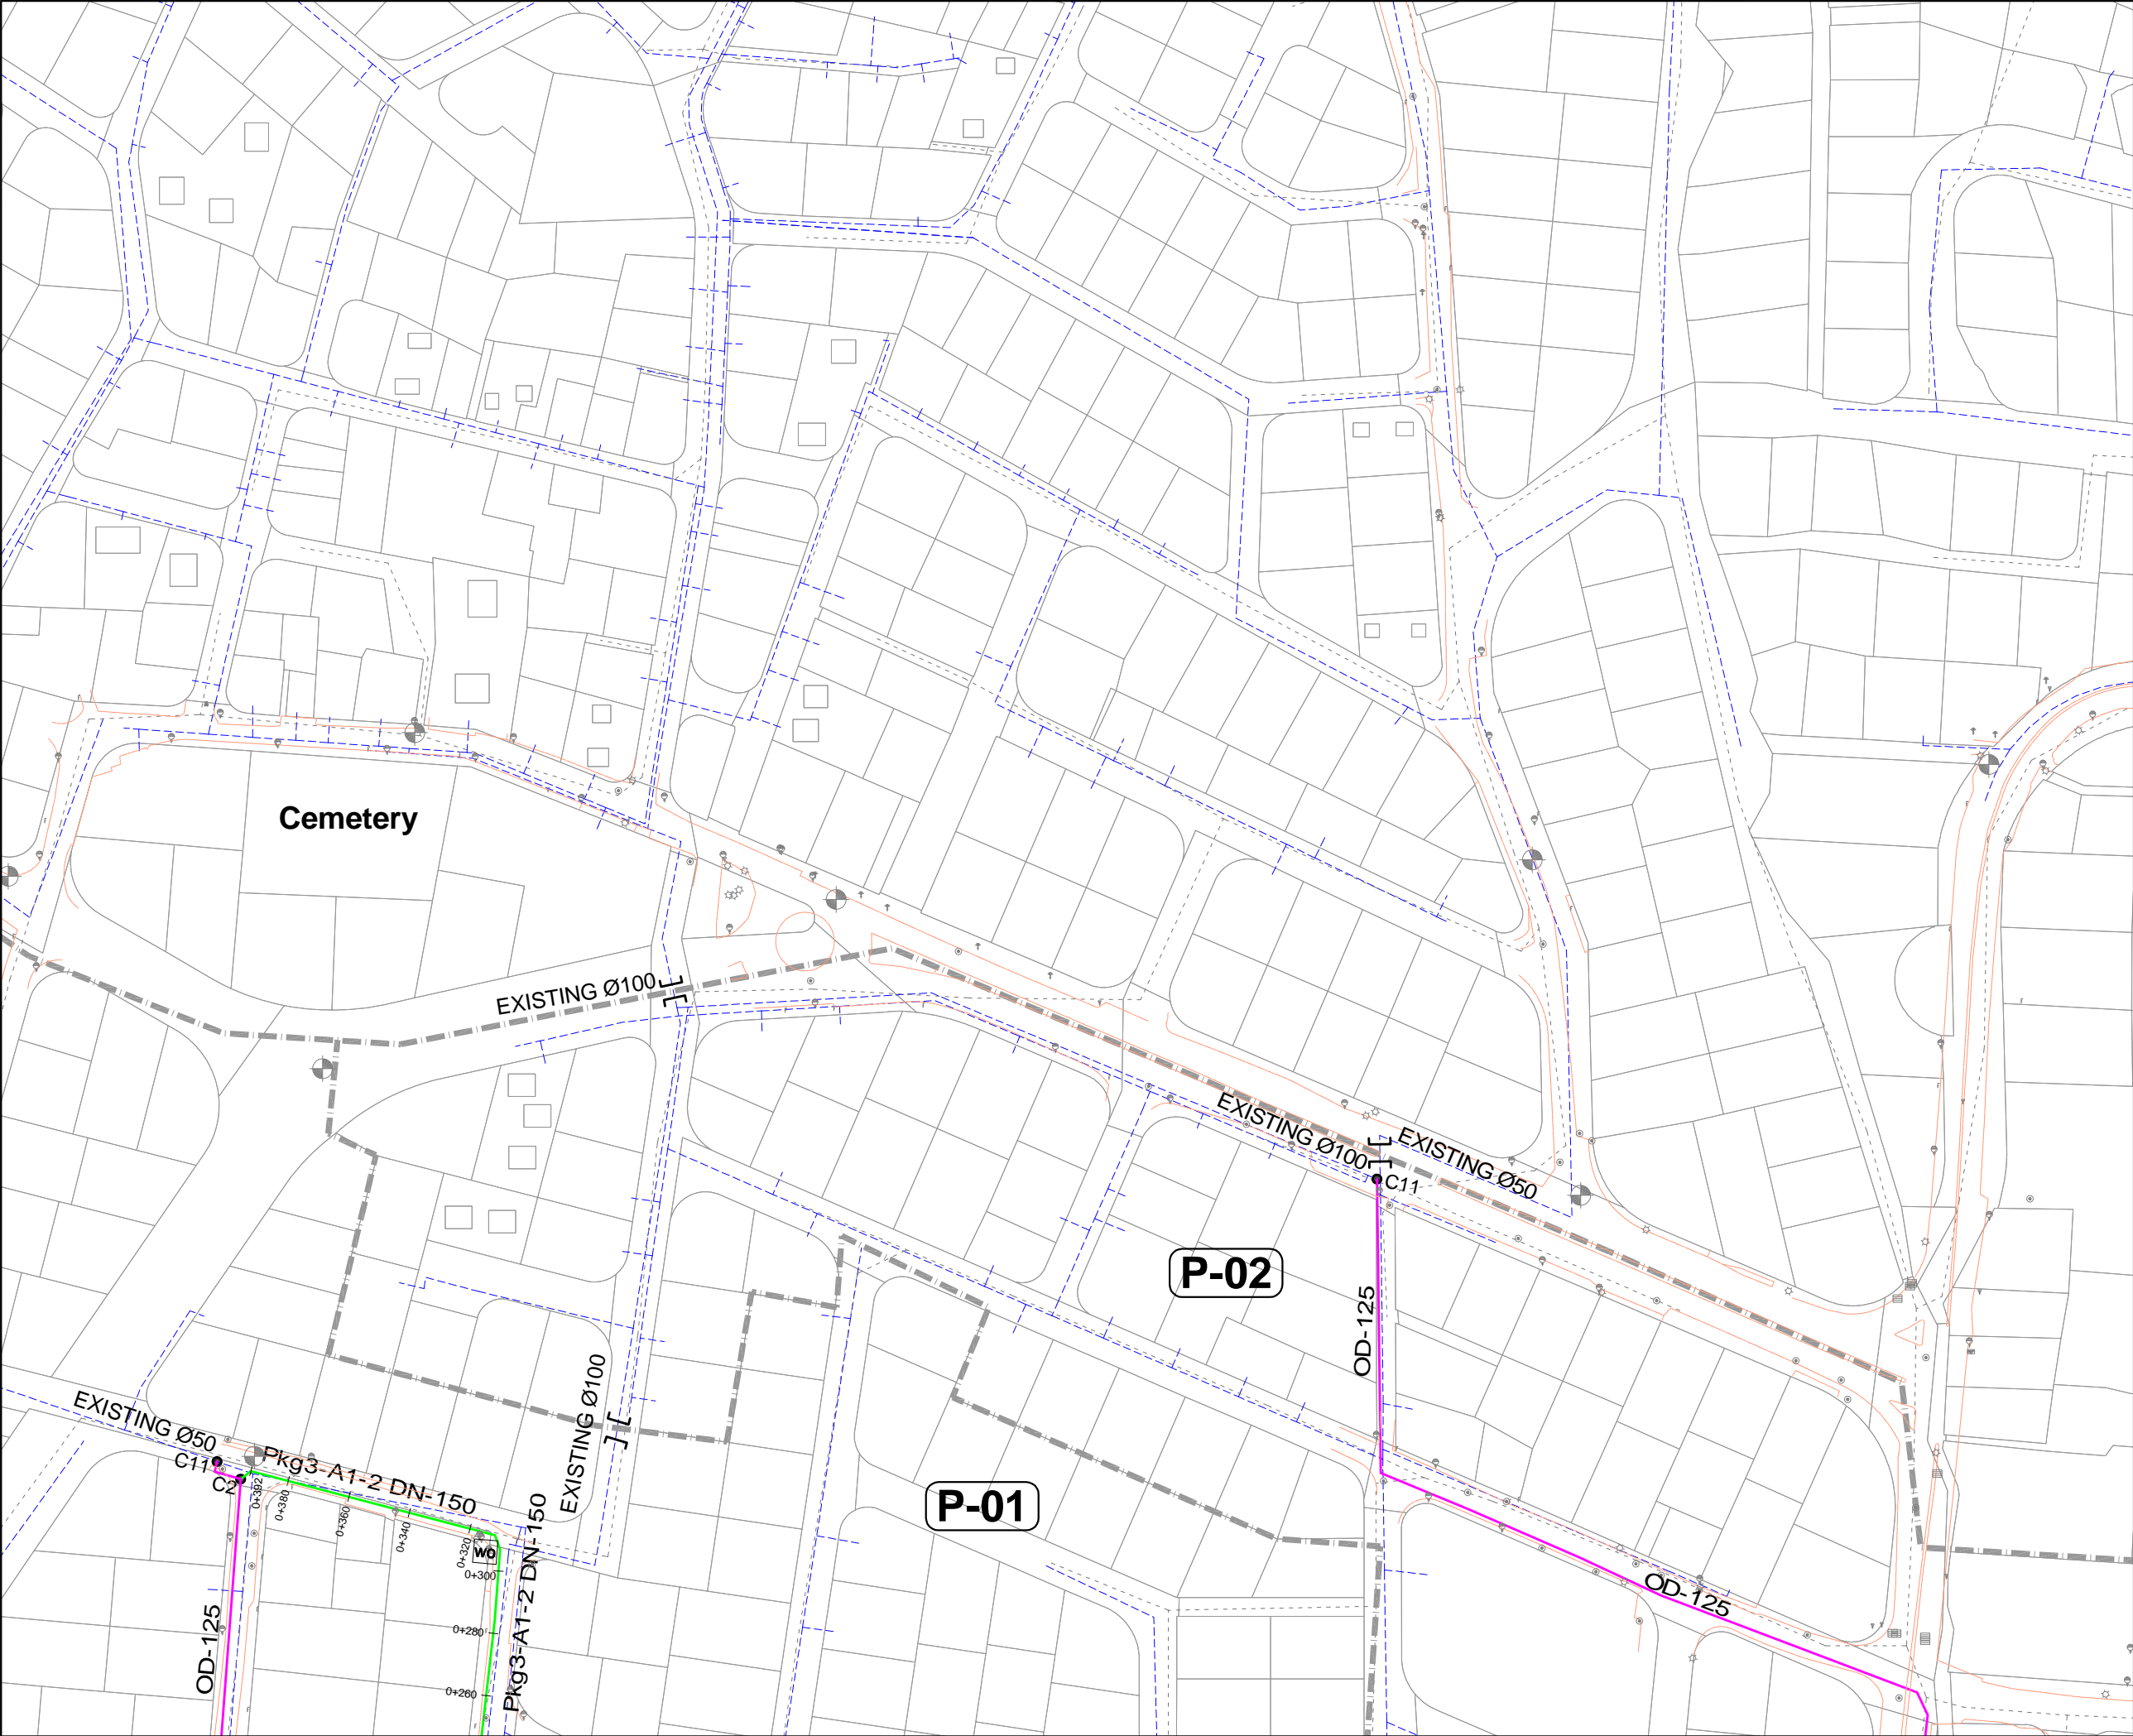 Cemetery
EXISTING Ø100
EXISTING Ø100
EXISTING Ø50
C11
P-02
OD-125
EXISTING Ø100
EXISTING Ø50
C11
C2
Pkg3-A1-2 DN-150
0+392
0+380
0+360
0+340
0+320
WO
0+300
0+280
0+260
Pkg3-A1-2 DN-150
OD-125
P-01
OD-125